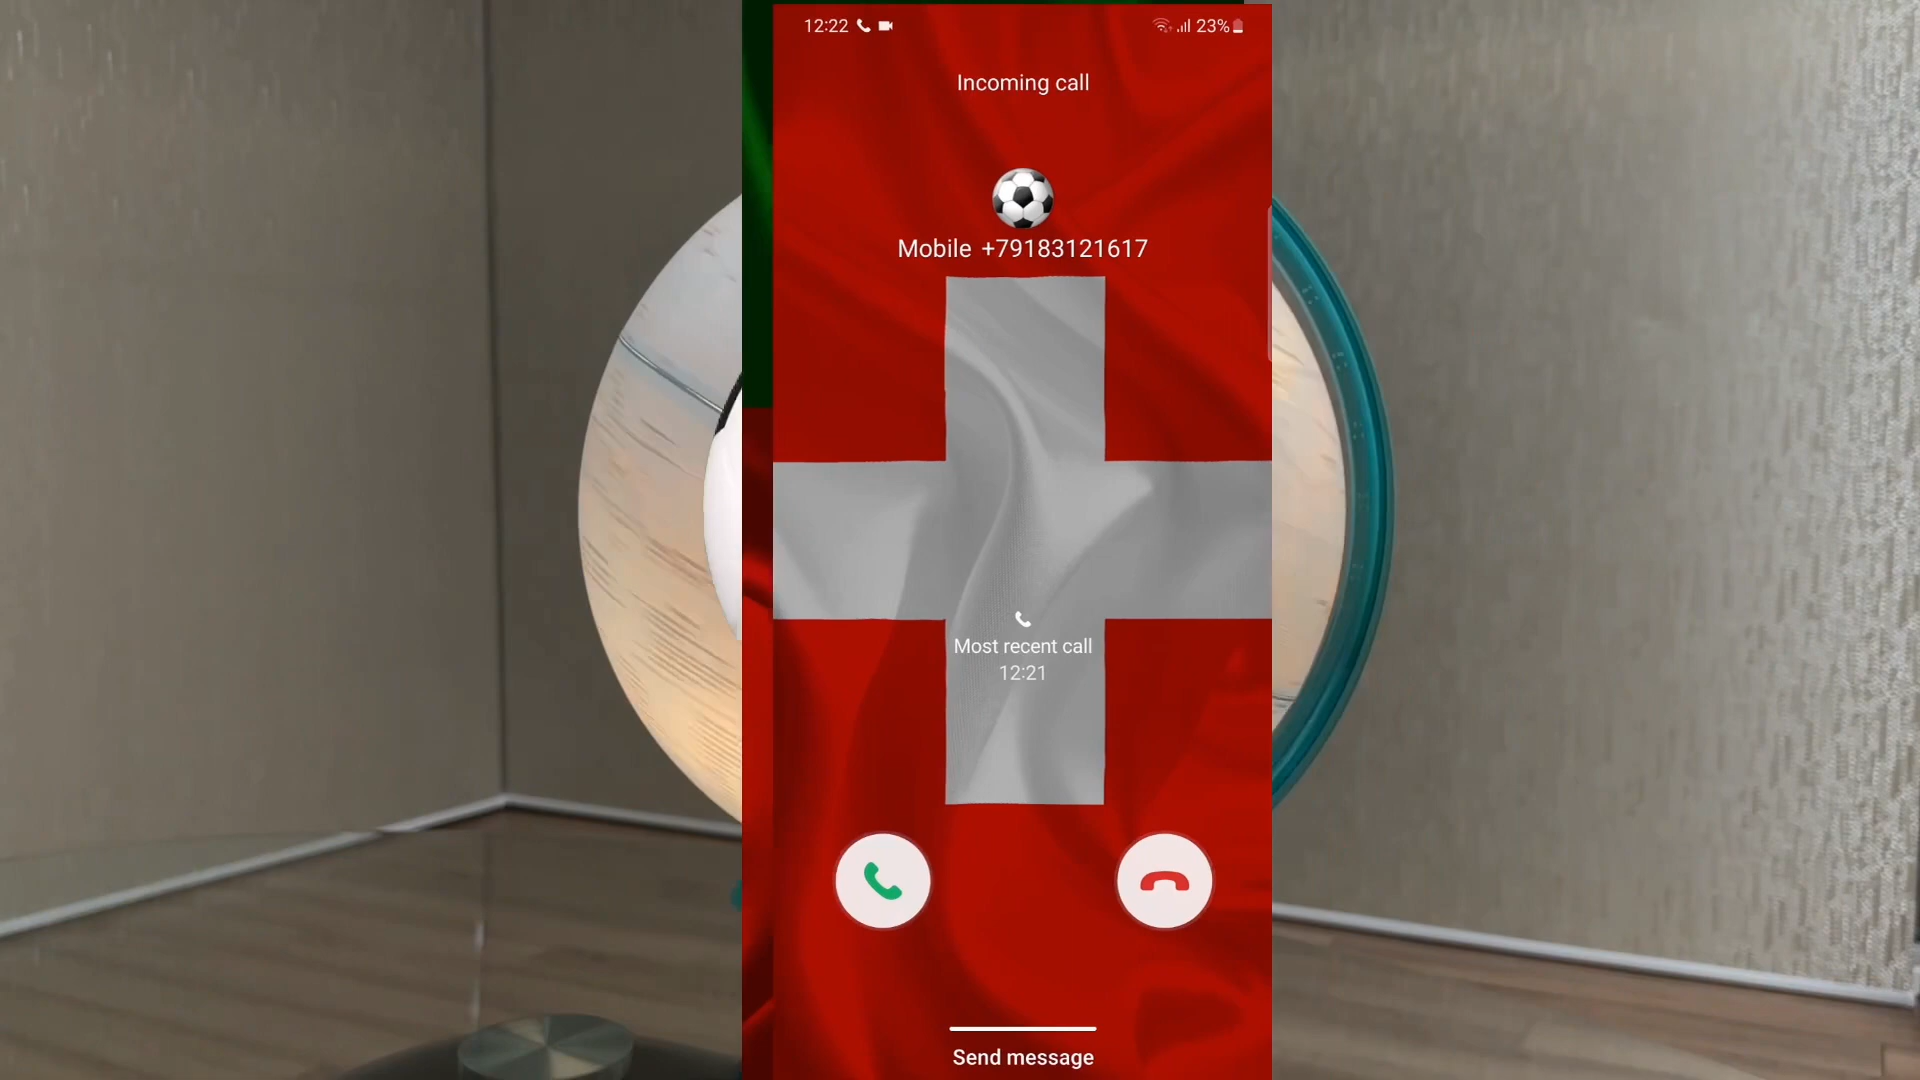 12:22 23%
Incoming call
Mobile +79183121617
Most recent call
12:21
Send message